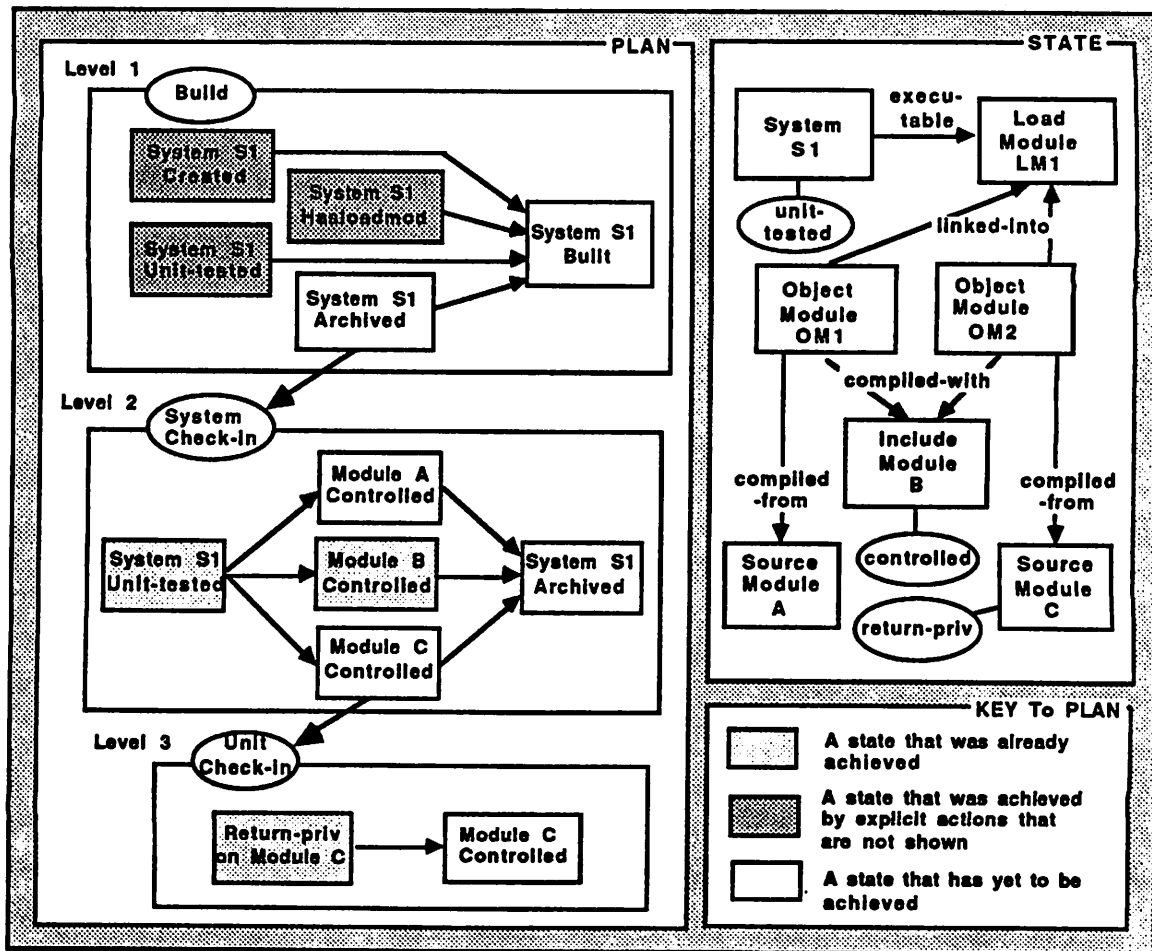 PLAN
Level 1
Build
System S1
Created
System S1
Hasloadmod
System S1
Unit-tested
System S1
Built
System S1
Archived
Level 2
System
Check-in
Module A
Controlled
System S1
Unit-tested
Module B
Controlled
System S1
Archived
Module C
Controlled
Level 3
Unit
Check-in
Return-priv
on Module C
Module C
Controlled
STATE
System
S1
execu-
table
Load
Module
LM1
unit-
tested
linked-into
Object
Module
OM1
Object
Module
OM2
compiled-with
Include
Module
B
compiled
-from
compiled
-from
controlled
Source
Module
A
Source
Module
C
return-priv
KEY To PLAN
A state that was already
achieved
A state that was achieved
by explicit actions that
are not shown
A state that has yet to be
achieved